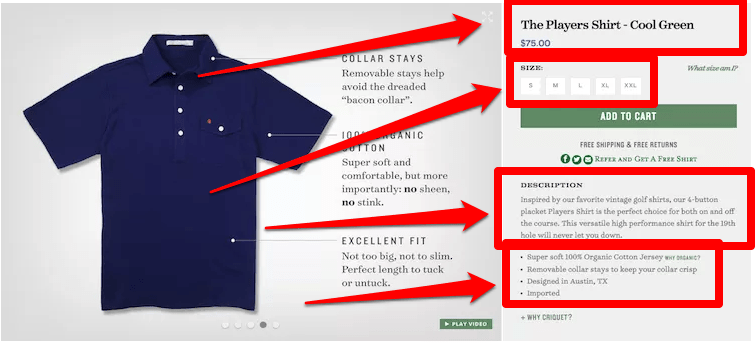 COLLAR STAYS
Removable stays help
avoid the dreaded
“bacon collar”.
100% ORGANIC
COTTON
Super soft and
comfortable, but more
importantly: no sheen,
no stink.
EXCELLENT FIT
Not too big, not to slim.
Perfect length to tuck
or untuck.
PLAY VIDEO
The Players Shirt - Cool Green
$75.00
SIZE:
What size am I?
S M L XL XXL
ADD TO CART
FREE SHIPPING & FREE RETURNS
REFER AND GET A FREE SHIRT
DESCRIPTION
Inspired by our favorite vintage golf shirts, our 4-button
placket Players Shirt is the perfect choice for both on and off
the course. This versatile high performance shirt for the 19th
hole will never let you down.
• Super soft 100% Organic Cotton Jersey WHY ORGANIC?
• Removable collar stays to keep your collar crisp
• Designed in Austin, TX
• Imported
+ WHY CRIQUET?